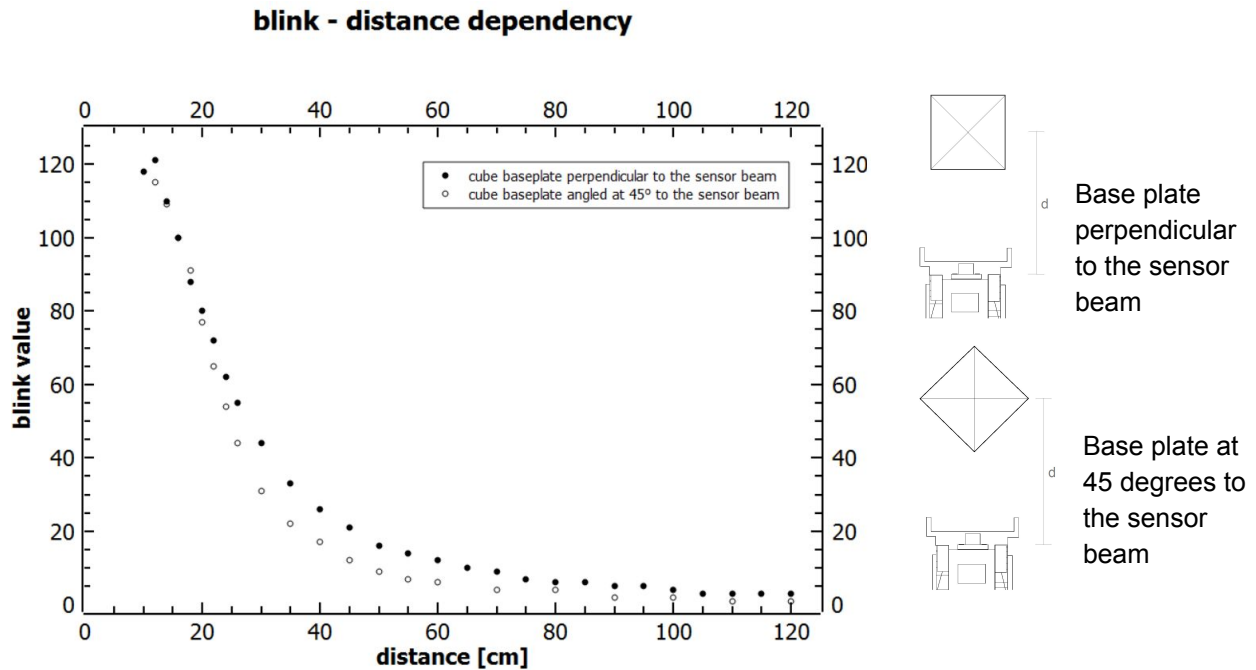 blink - distance dependency
0 20 40 60 80 100 120
120 120
100 100
80 80
60 60
40 40
20 20
0 0
blink value
cube baseplate perpendicular to the sensor beam
cube baseplate angled at 45º to the sensor beam
0 20 40 60 80 100 120
distance [cm]
d
Base plate
perpendicular
to the sensor
beam
d
Base plate at
45 degrees to
the sensor
beam